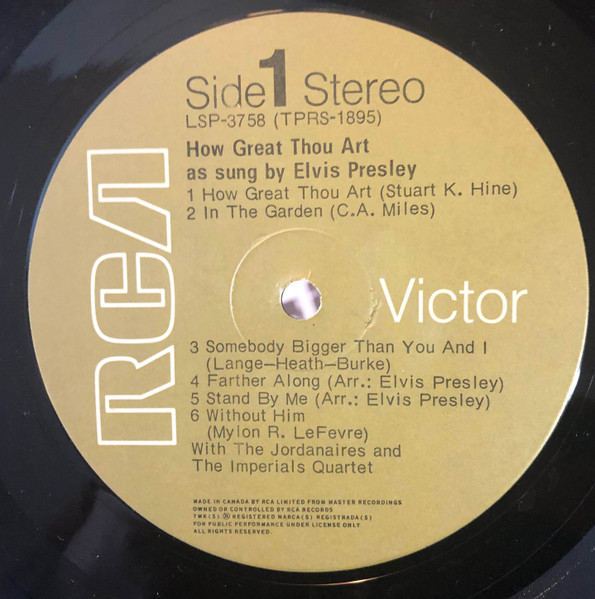 Side 1 Stereo
LSP-3758 (TPRS-1895)
How Great Thou Art
as sung by Elvis Presley
1 How Great Thou Art (Stuart K. Hine)
2 In The Garden (C.A. Miles)
RCA
Victor
3 Somebody Bigger Than You And I
(Lange—Heath—Burke)
4 Farther Along (Arr.: Elvis Presley)
5 Stand By Me (Arr.: Elvis Presley)
6 Without Him
(Mylon R. LeFevre)
With The Jordanaires and
The Imperials Quartet
MADE IN CANADA BY RCA LIMITED FROM MASTER RECORDINGS
OWNED OR CONTROLLED BY RCA RECORDS
TMK(S) ® REGISTERED MARCA(S) REGISTRADA(S)
FOR PUBLIC PERFORMANCE UNDER LICENSE ONLY
ALL RIGHTS RESERVED.